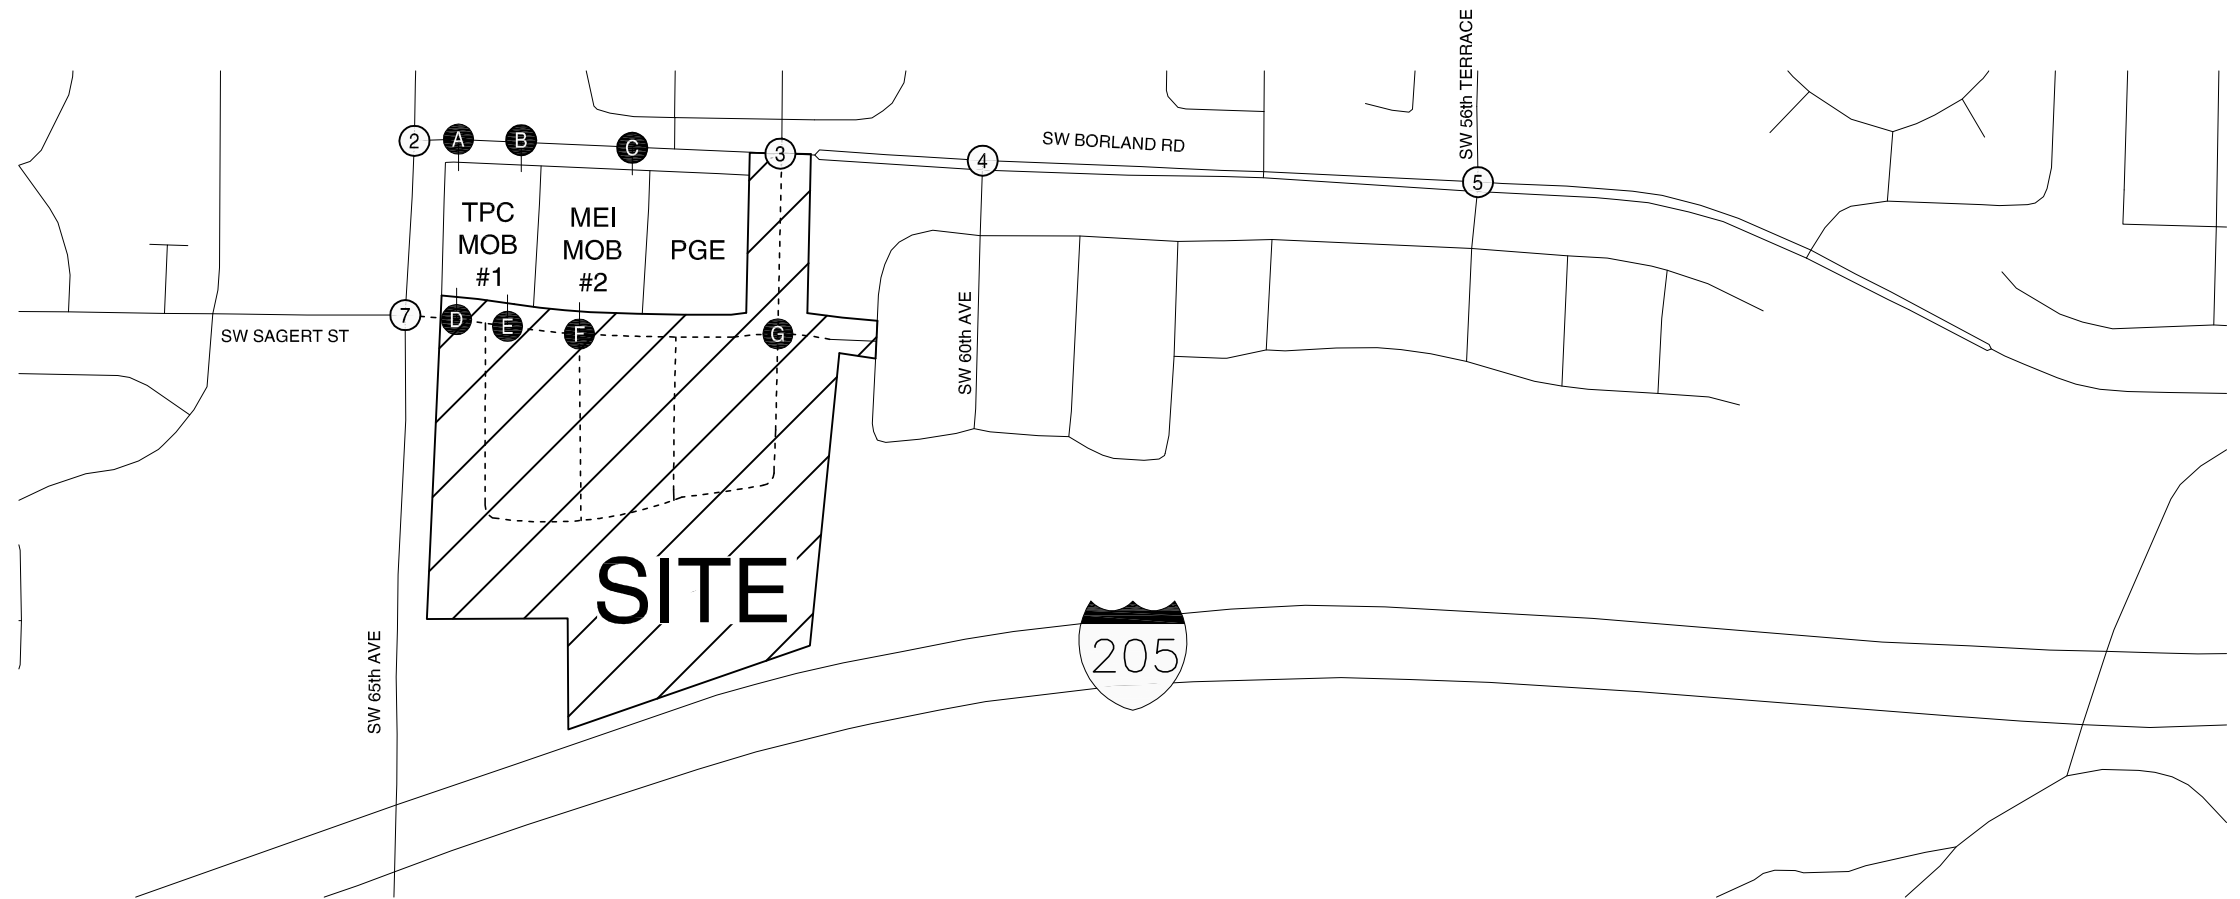 SW 56th TERRACE
2
A
B
C
3
4
SW BORLAND RD
5
TPC
MOB
#1
MEI
MOB
#2
PGE
7
D
E
F
G
SW SAGERT ST
SW 60th AVE
SITE
205
SW 65th AVE